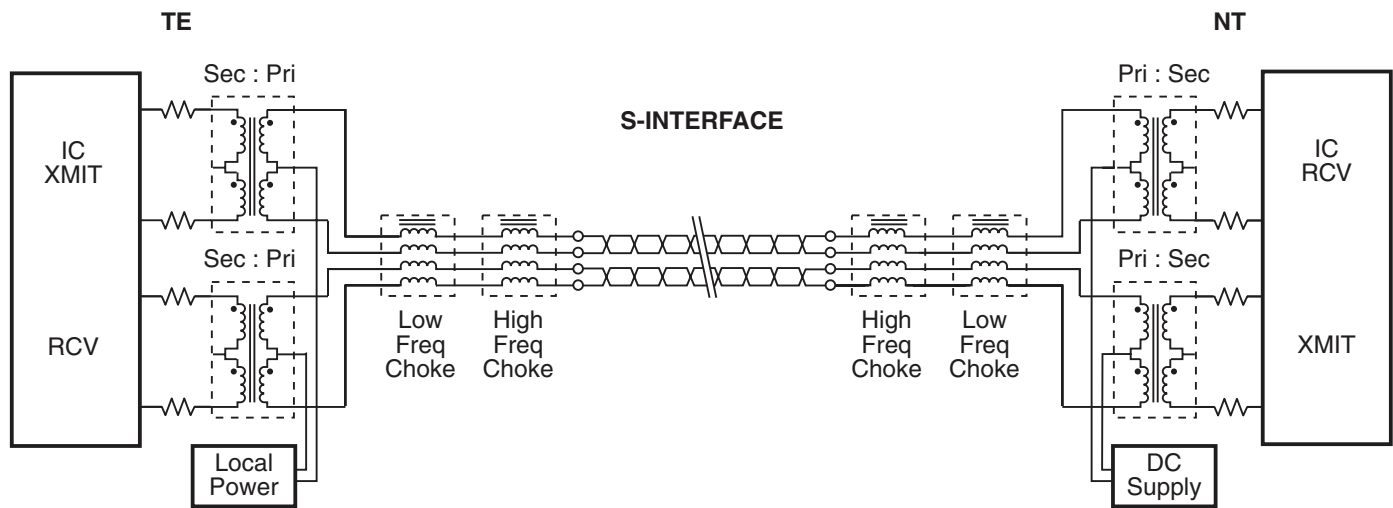 TE
NT
Sec : Pri
Pri : Sec
S-INTERFACE
IC
XMIT
IC
RCV
Sec : Pri
Pri : Sec
Low
Freq
Choke
High
Freq
Choke
High
Freq
Choke
Low
Freq
Choke
RCV
XMIT
Local
Power
DC
Supply